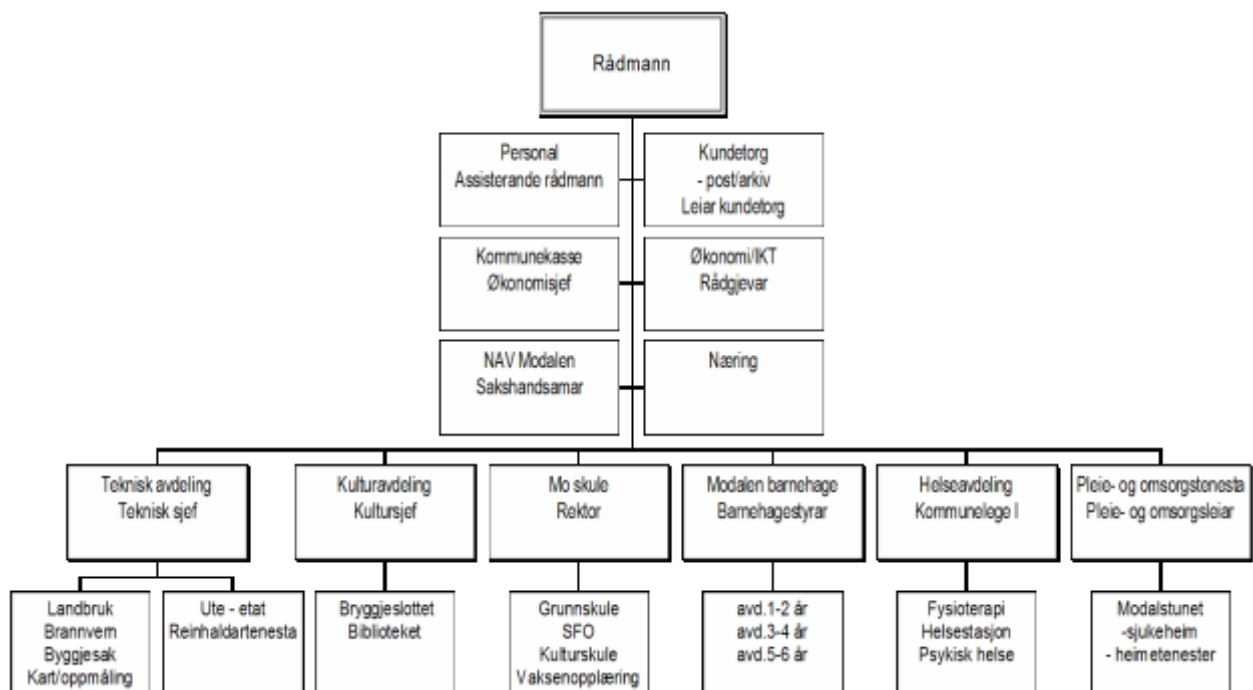 Rådmann
Personal
Assisterande rådmann
Kundetorg
- post/arkiv
Leiar kundetorg
Kommunekasse
Økonomisjef
Økonomi/IKT
Rådgjevar
NAV Modalen
Sakshandsamar
Næring
Teknisk avdeling
Teknisk sjef
Kulturavdeling
Kultursjef
Mo skule
Rektor
Modalen barnehage
Barnehagestyrar
Helseavdeling
Kommunelege I
Pleie- og omsorgstenesta
Pleie- og omsorgsleiar
Landbruk
Brannvern
Byggjesak
Kart/oppmåling
Ute - etat
Reinhaldartenesta
Bryggjeslottet
Biblioteket
Grunnskule
SFO
Kulturskule
Vaksenopplæring
avd.1-2 år
avd.3-4 år
avd.5-6 år
Fysioterapi
Helsestasjon
Psykisk helse
Modalstunet
-sjukeheim
- heimetenester